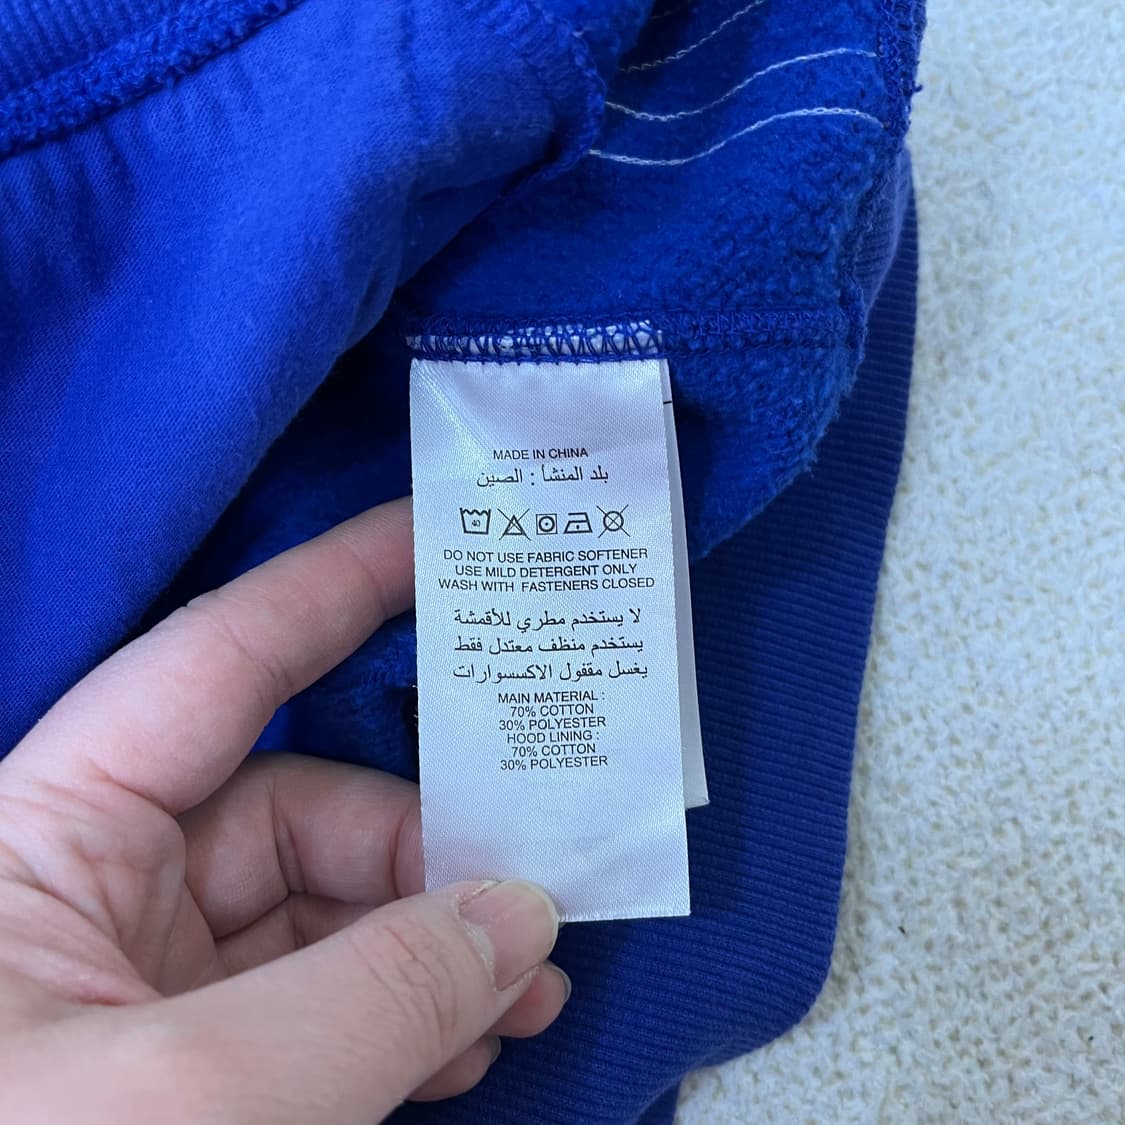 MADE IN CHINA
بلد المنشأ : الصين
40
DO NOT USE FABRIC SOFTENER
USE MILD DETERGENT ONLY
WASH WITH FASTENERS CLOSED
لا يستخدم مطري للأقمشة
يستخدم منظف معتدل فقط
يغسل مقفول الاكسسوارات
MAIN MATERIAL :
70% COTTON
30% POLYESTER
HOOD LINING :
70% COTTON
30% POLYESTER